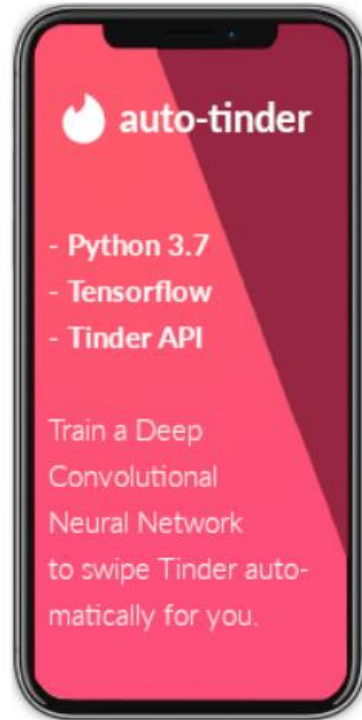 auto-tinder
- Python 3.7
- Tensorflow
- Tinder API
Train a Deep
Convolutional
Neural Network
to swipe Tinder auto-
matically for you.